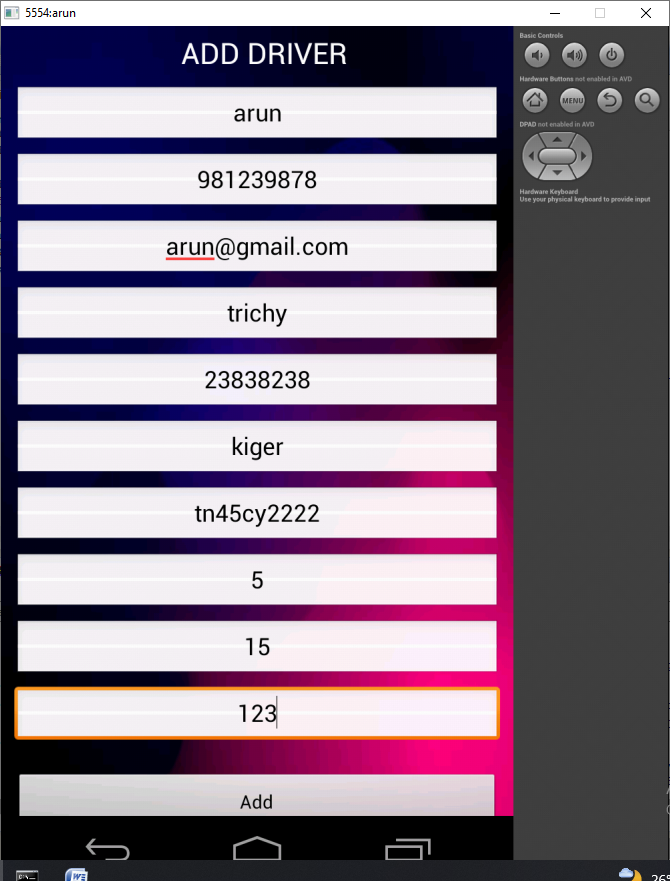 5554:arun
ADD DRIVER
arun
981239878
arun@gmail.com
trichy
23838238
kiger
tn45cy2222
5
15
123
Add
Basic Controls
Hardware Buttons not enabled in AVD
MENU
DPAD not enabled in AVD
Hardware Keyboard
Use your physical keyboard to provide input